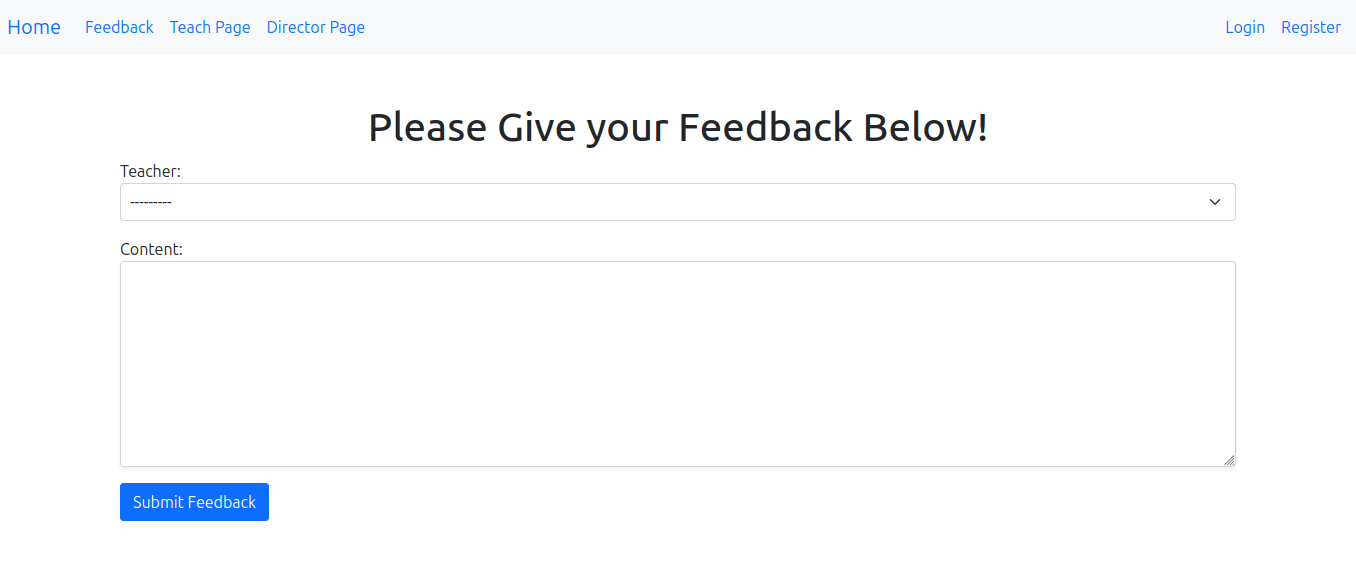 Home Feedback Teach Page Director Page Login Register
Please Give your Feedback Below!
Teacher:
---------
Content:
Submit Feedback